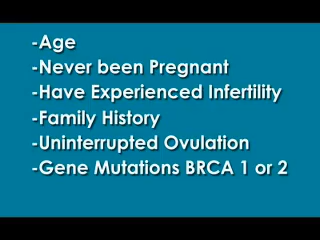 -Age
-Never been Pregnant
-Have Experienced Infertility
-Family History
-Uninterrupted Ovulation
-Gene Mutations BRCA 1 or 2